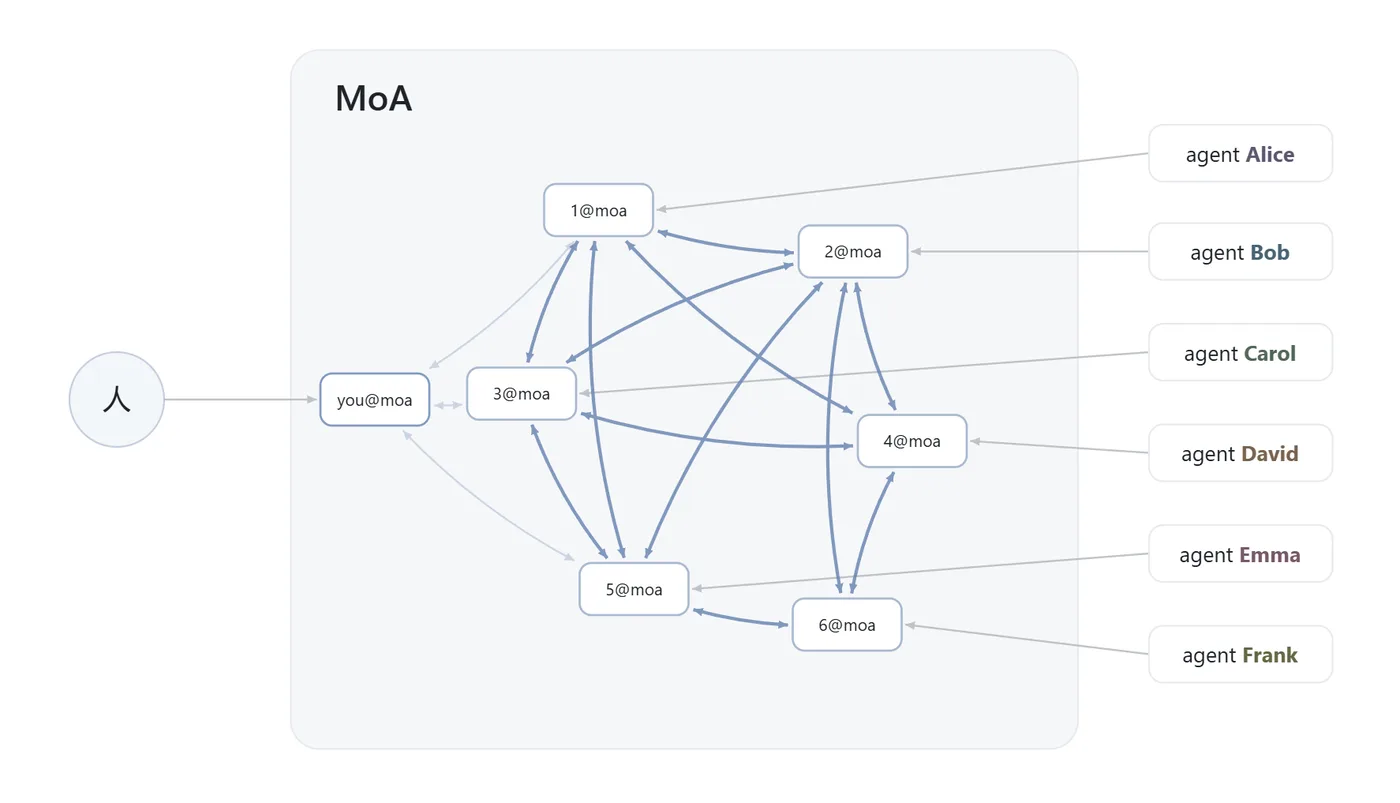 MoA
agent Alice
1@moa
2@moa
agent Bob
agent Carol
3@moa
人
you@moa
4@moa
agent David
agent Emma
5@moa
6@moa
agent Frank